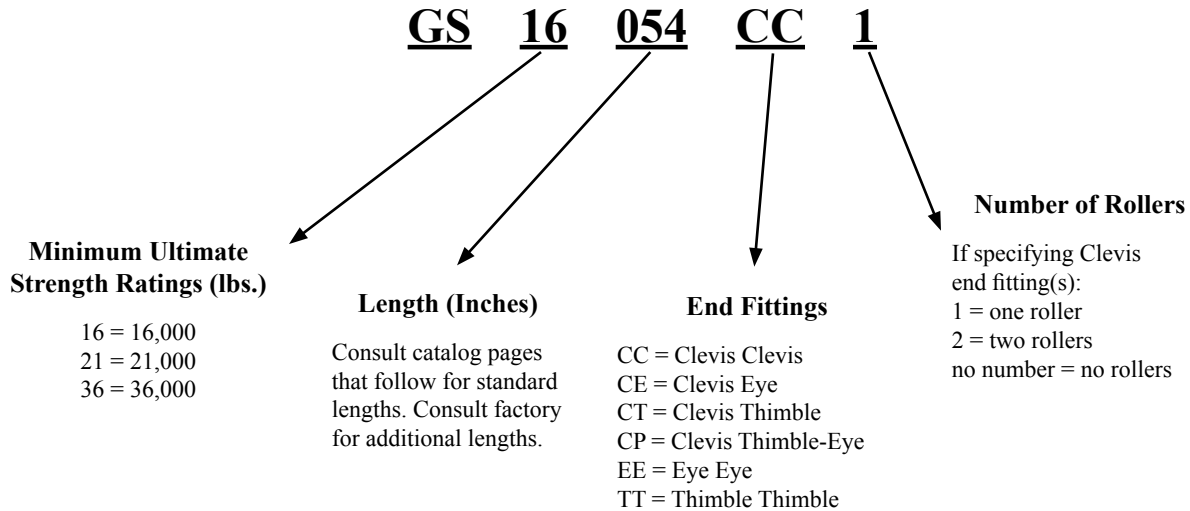 GS 16 054 CC 1
Minimum Ultimate
Strength Ratings (lbs.)
16 = 16,000
21 = 21,000
36 = 36,000
Length (Inches)
Consult catalog pages
that follow for standard
lengths. Consult factory
for additional lengths.
End Fittings
CC = Clevis Clevis
CE = Clevis Eye
CT = Clevis Thimble
CP = Clevis Thimble-Eye
EE = Eye Eye
TT = Thimble Thimble
Number of Rollers
If specifying Clevis
end fitting(s):
1 = one roller
2 = two rollers
no number = no rollers